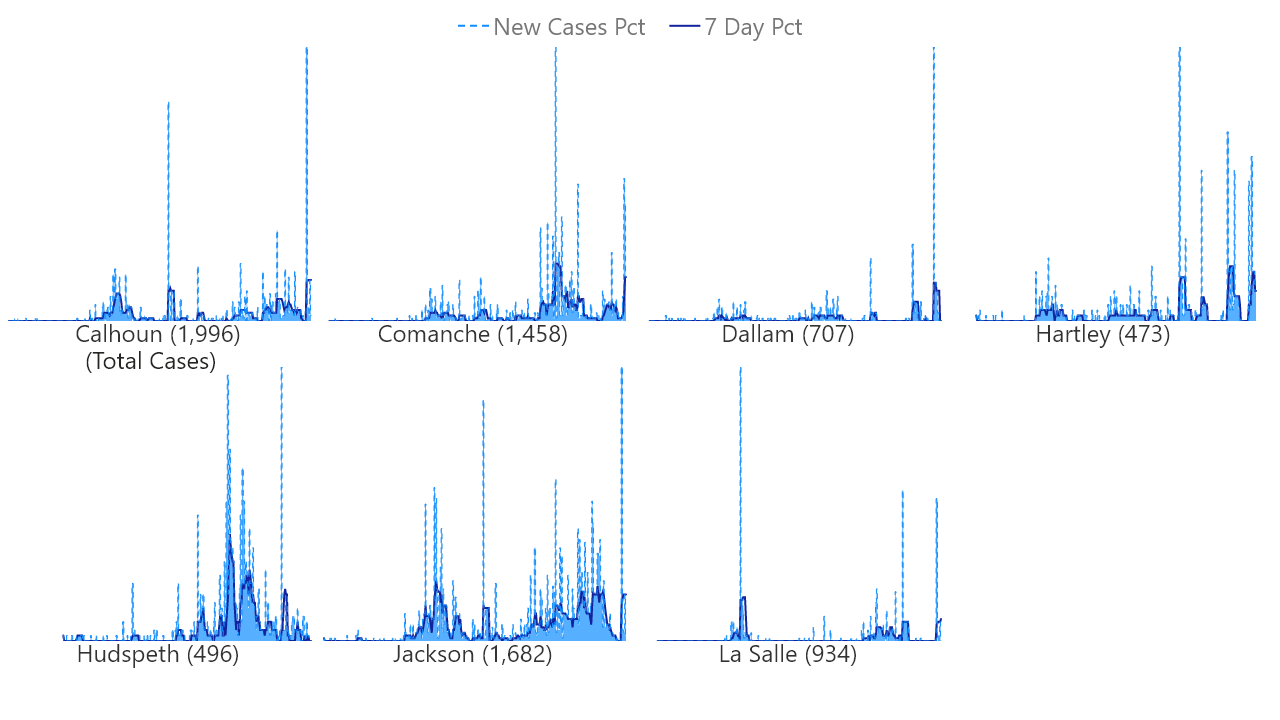 New Cases Pct 7 Day Pct
Calhoun (1,996)
(Total Cases)
Comanche (1,458)
Dallam (707)
Hartley (473)
Hudspeth (496)
Jackson (1,682)
La Salle (934)